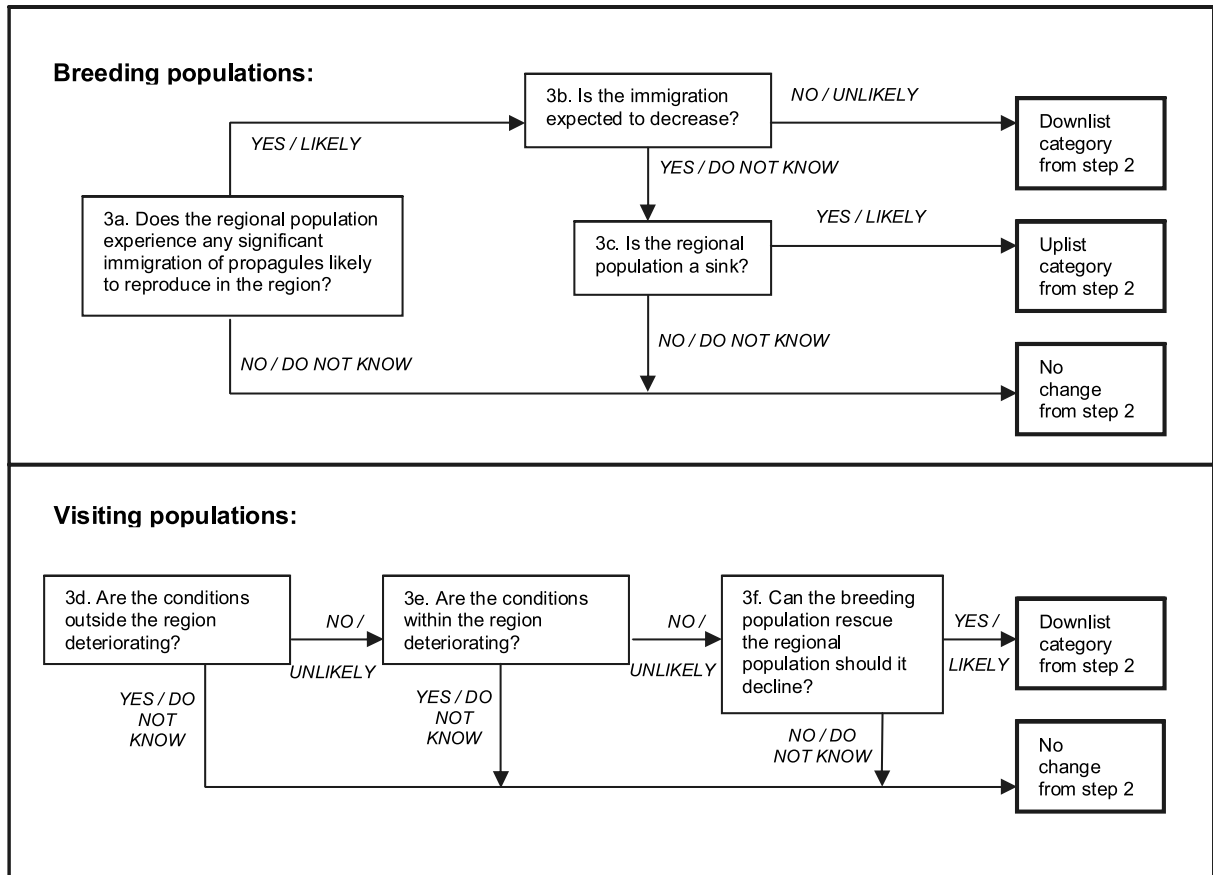 Breeding populations:
3b. Is the immigration
expected to decrease?
NO / UNLIKELY
Downlist
category
from step 2
YES / LIKELY
YES / DO NOT KNOW
3a. Does the regional population
experience any significant
immigration of propagules likely
to reproduce in the region?
3c. Is the regional
population a sink?
YES / LIKELY
Uplist
category
from step 2
NO / DO NOT KNOW
NO / DO NOT KNOW
No
change
from step 2
Visiting populations:
3d. Are the conditions
outside the region
deteriorating?
NO /
UNLIKELY
3e. Are the conditions
within the region
deteriorating?
NO /
UNLIKELY
3f. Can the breeding
population rescue
the regional
population should it
decline?
YES /
LIKELY
Downlist
category
from step 2
YES / DO
NOT
KNOW
YES / DO
NOT
KNOW
NO / DO
NOT KNOW
No
change
from step 2